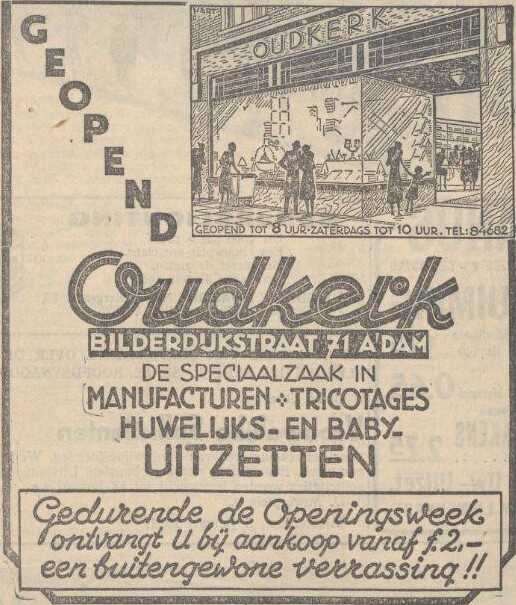 GEOPEND
OUDKERK
GEOPEND TOT 8 UUR-ZATERDAGS TOT 10 UUR. TEL: 84682
Oudkerk
BILDERDIJKSTRAAT 71 A'DAM
DE SPECIAALZAAK IN
MANUFACTUREN + TRICOTAGES
HUWELIJKS- EN BABY-
UITZETTEN
Gedurende de Openingsweek
ontvangt U bij aankoop vanaf f. 2,-
een buitengewone verrassing!!